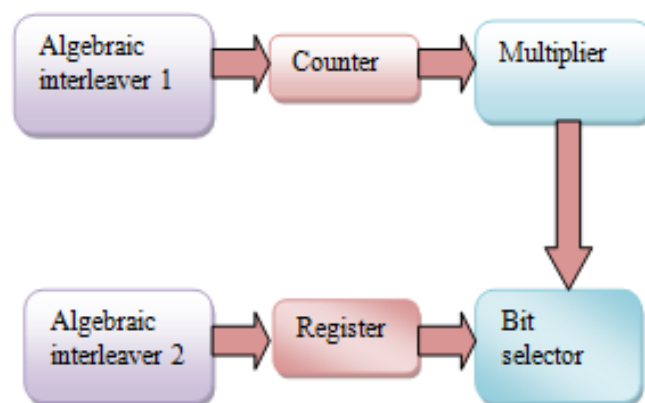 Algebraic
interleaver 1
Counter
Multiplier
Algebraic
interleaver 2
Register
Bit
selector